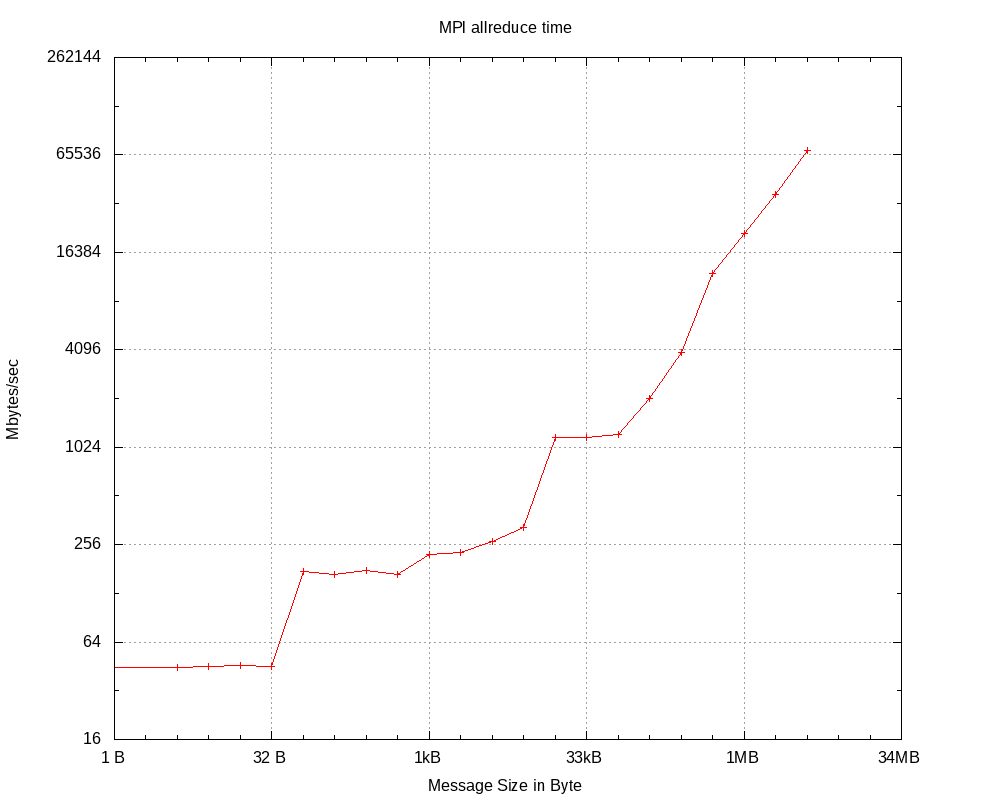 MPI allreduce time
262144
65536
16384
4096
1024
256
64
16
Mbytes/sec
1 B 32 B 1kB 33kB 1MB 34MB
Message Size in Byte